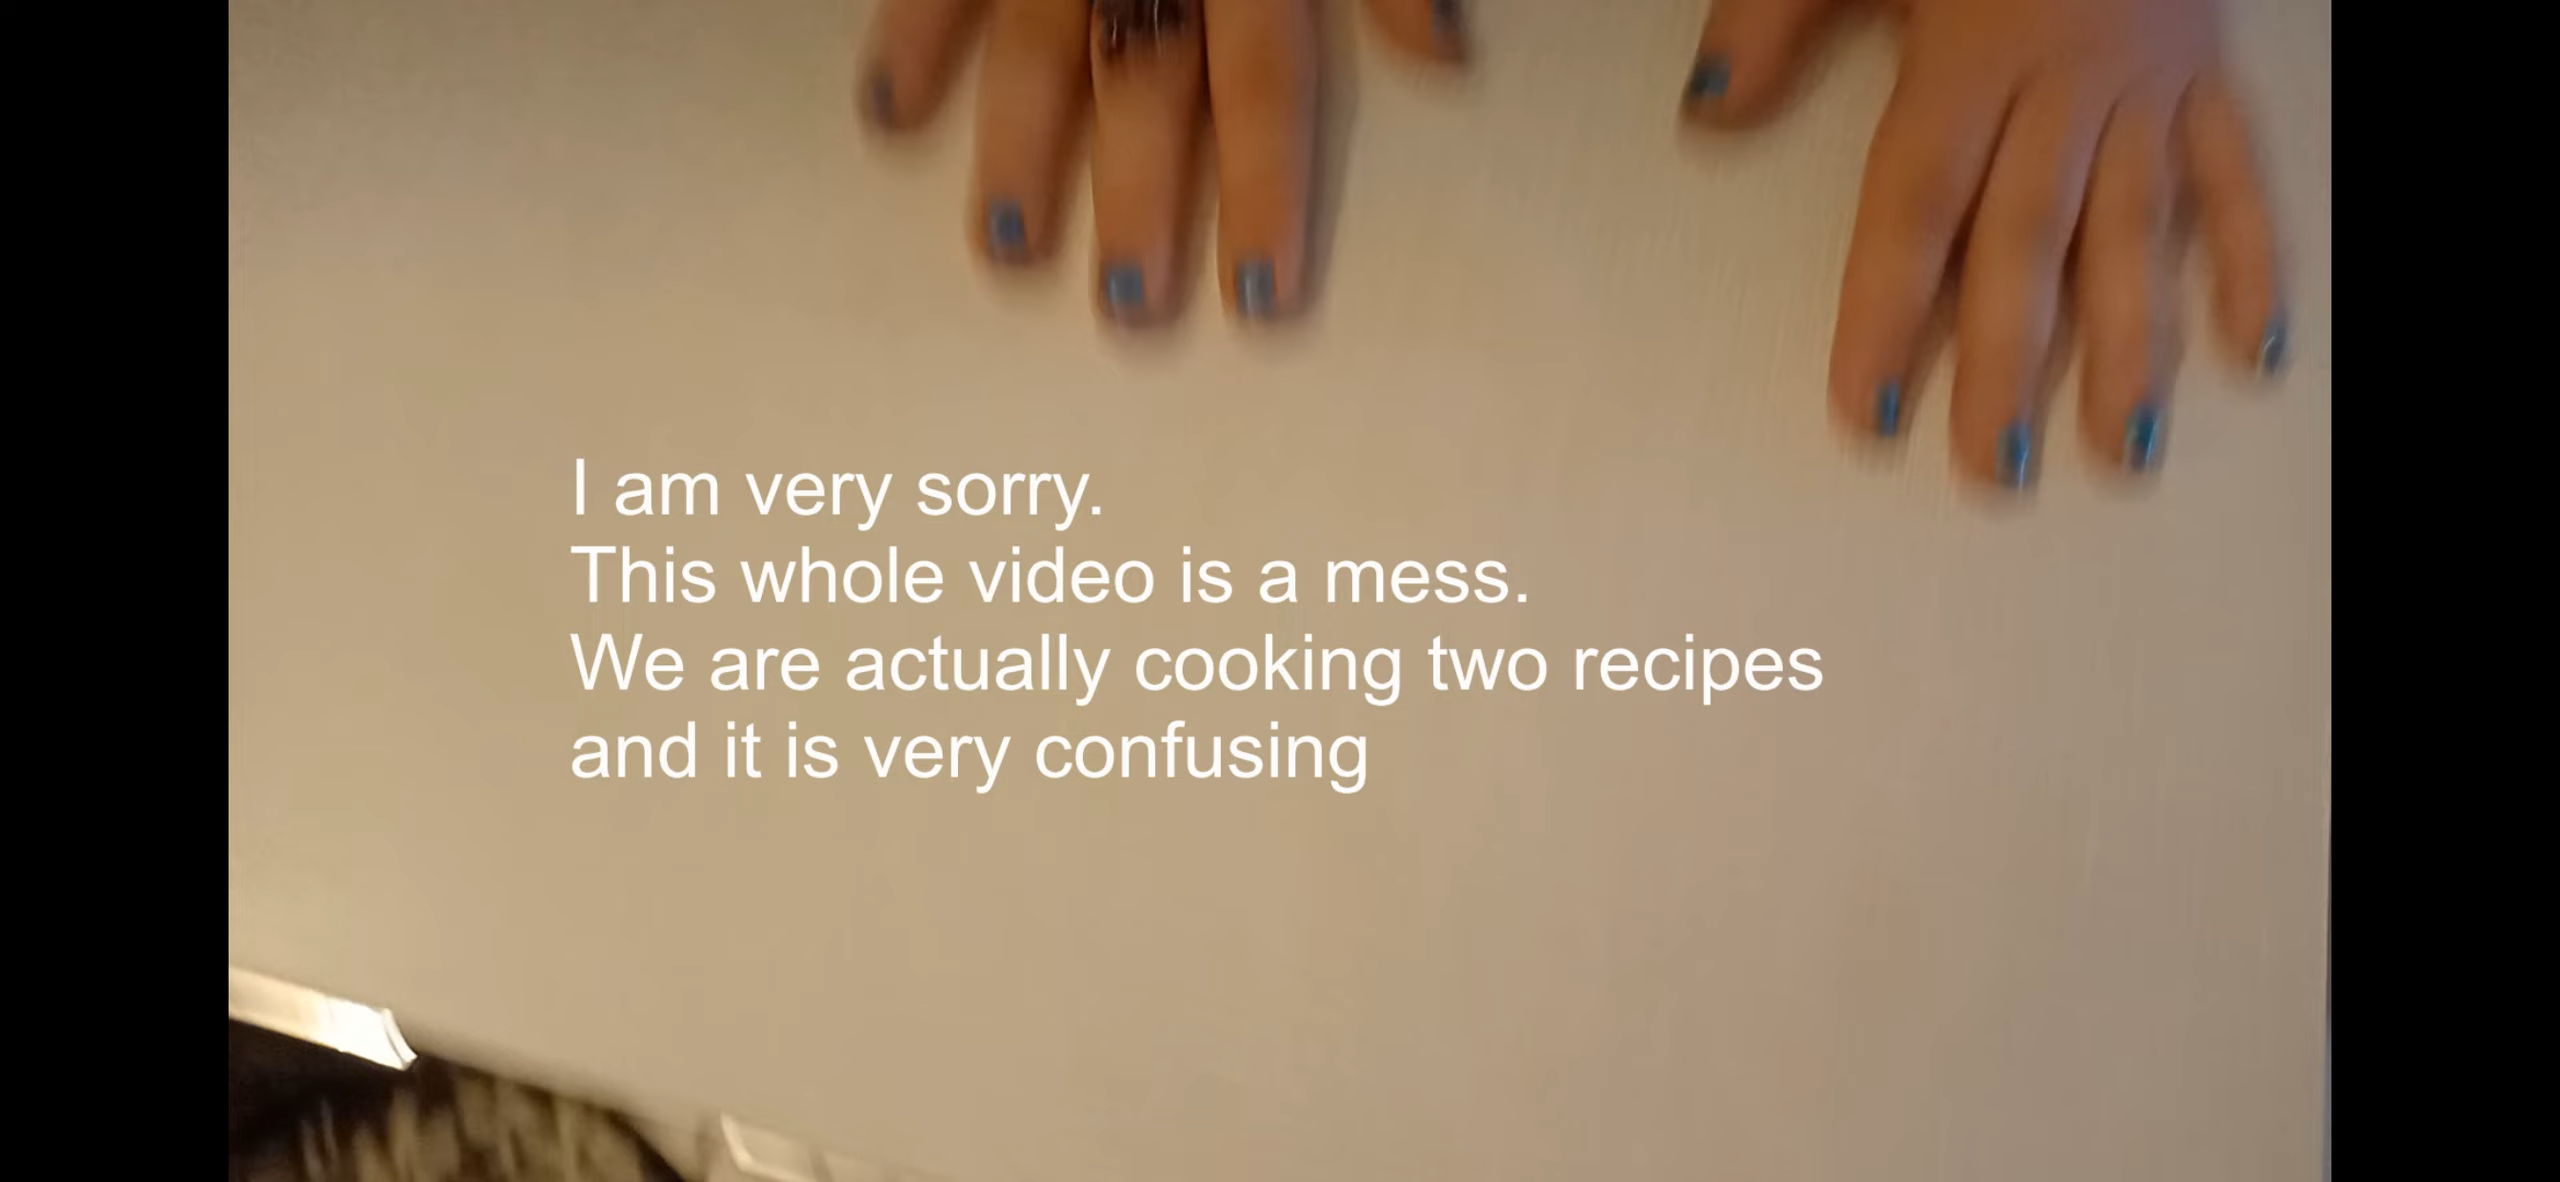 I am very sorry.
This whole video is a mess.
We are actually cooking two recipes
and it is very confusing